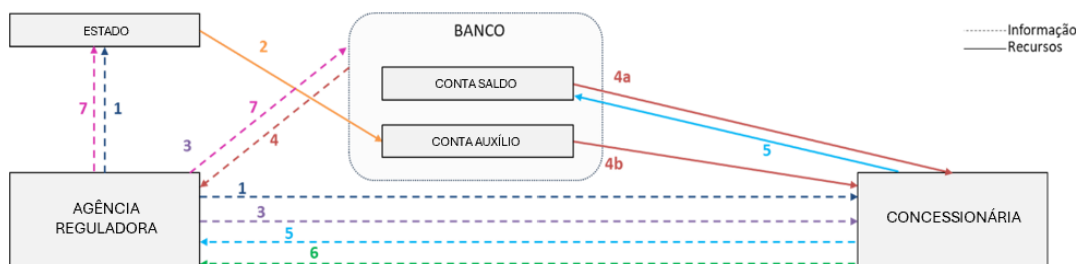 ESTADO
2
BANCO
Informação
Recursos
CONTA SALDO
4a
7
1
7
3
4
CONTA AUXÍLIO
5
4b
AGÊNCIA
REGULADORA
1
3
5
6
CONCESSIONÁRIA